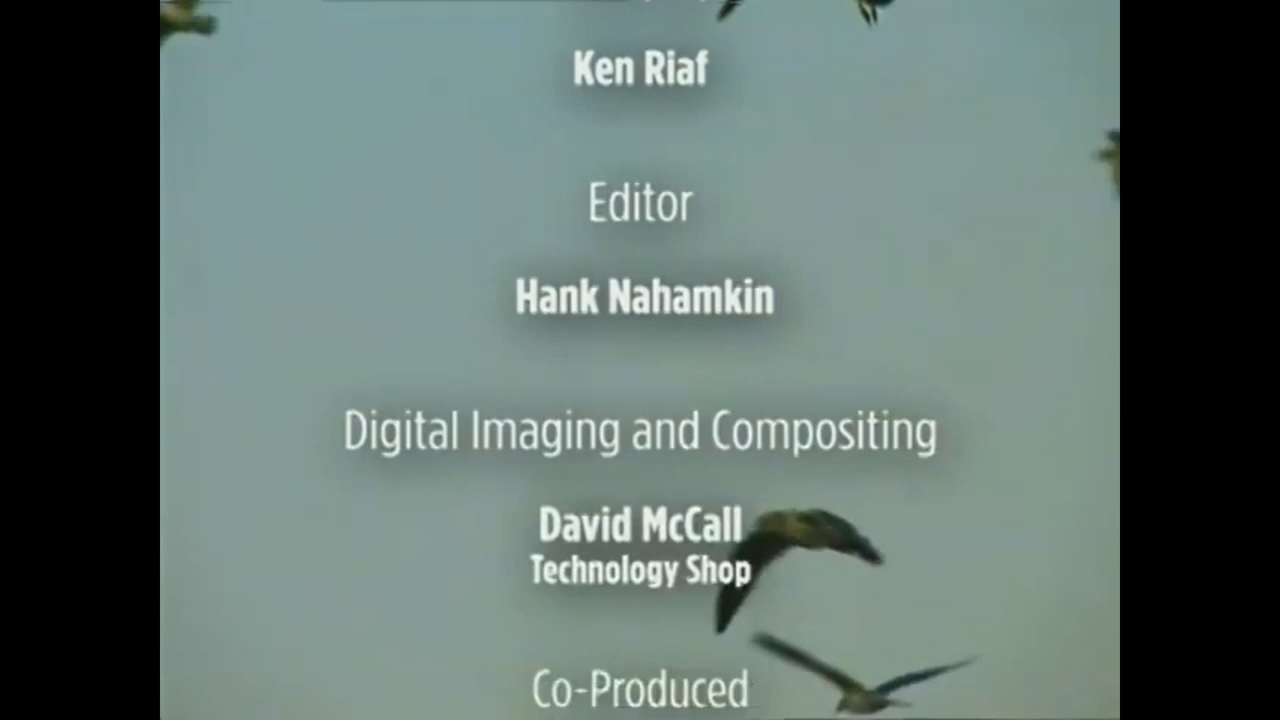 Ken Riaf
Editor
Hank Nahamkin
Digital Imaging and Compositing
David McCall
Technology Shop
Co-Produced